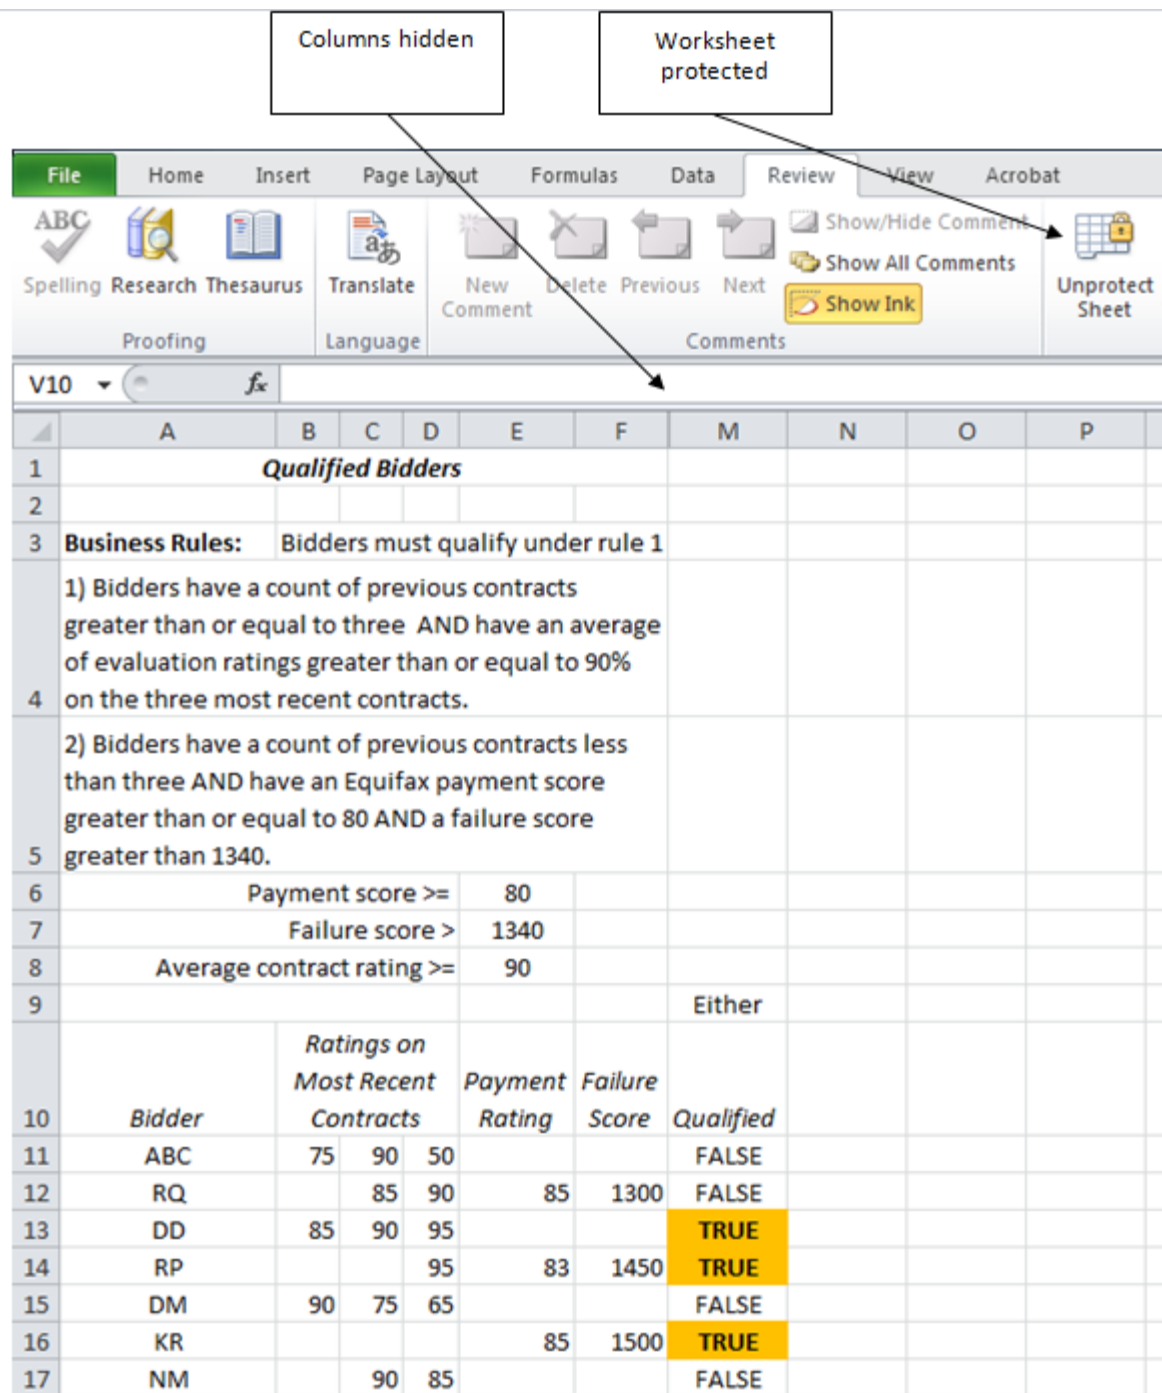 Columns hidden
Worksheet
protected
File Home Insert Page Layout Formulas Data Review View Acrobat
ABC
Spelling Research Thesaurus Translate New Comment Delete Previous Next Show/Hide Comment
Show All Comments
Show Ink
Unprotect Sheet
Proofing Language Comments
V10 fx
A B C D E F M N O P
1 Qualified Bidders
2
3 Business Rules: Bidders must qualify under rule 1
1) Bidders have a count of previous contracts
greater than or equal to three AND have an average
of evaluation ratings greater than or equal to 90%
4 on the three most recent contracts.
2) Bidders have a count of previous contracts less
than three AND have an Equifax payment score
greater than or equal to 80 AND a failure score
5 greater than 1340.
6 Payment score >= 80
7 Failure score > 1340
8 Average contract rating >= 90
9 Either
Ratings on
Most Recent Payment Failure
10 Bidder Contracts Rating Score Qualified
11 ABC 75 90 50 FALSE
12 RQ 85 90 85 1300 FALSE
13 DD 85 90 95 TRUE
14 RP 95 83 1450 TRUE
15 DM 90 75 65 FALSE
16 KR 85 1500 TRUE
17 NM 90 85 FALSE